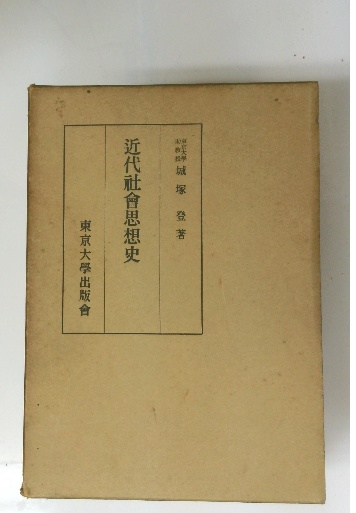 東京大學
助教授
城塚登著
近代社會思想史
東京大學出版會